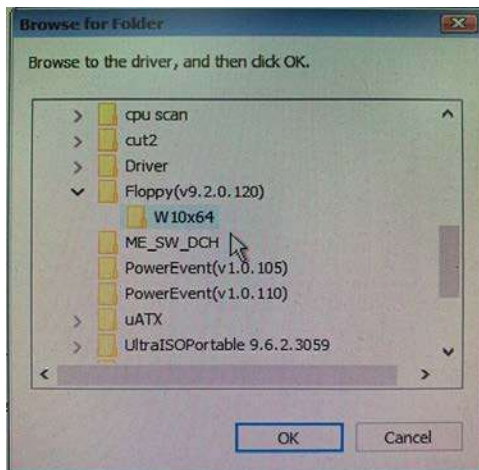 Browse for Folder
Browse to the driver, and then click OK.
cpu scan
cut2
Driver
Floppy(v9.2.0.120)
W10x64
ME_SW_DCH
PowerEvent(v1.0.105)
PowerEvent(v1.0.110)
uATX
UltraISOPortable 9.6.2.3059
OK
Cancel